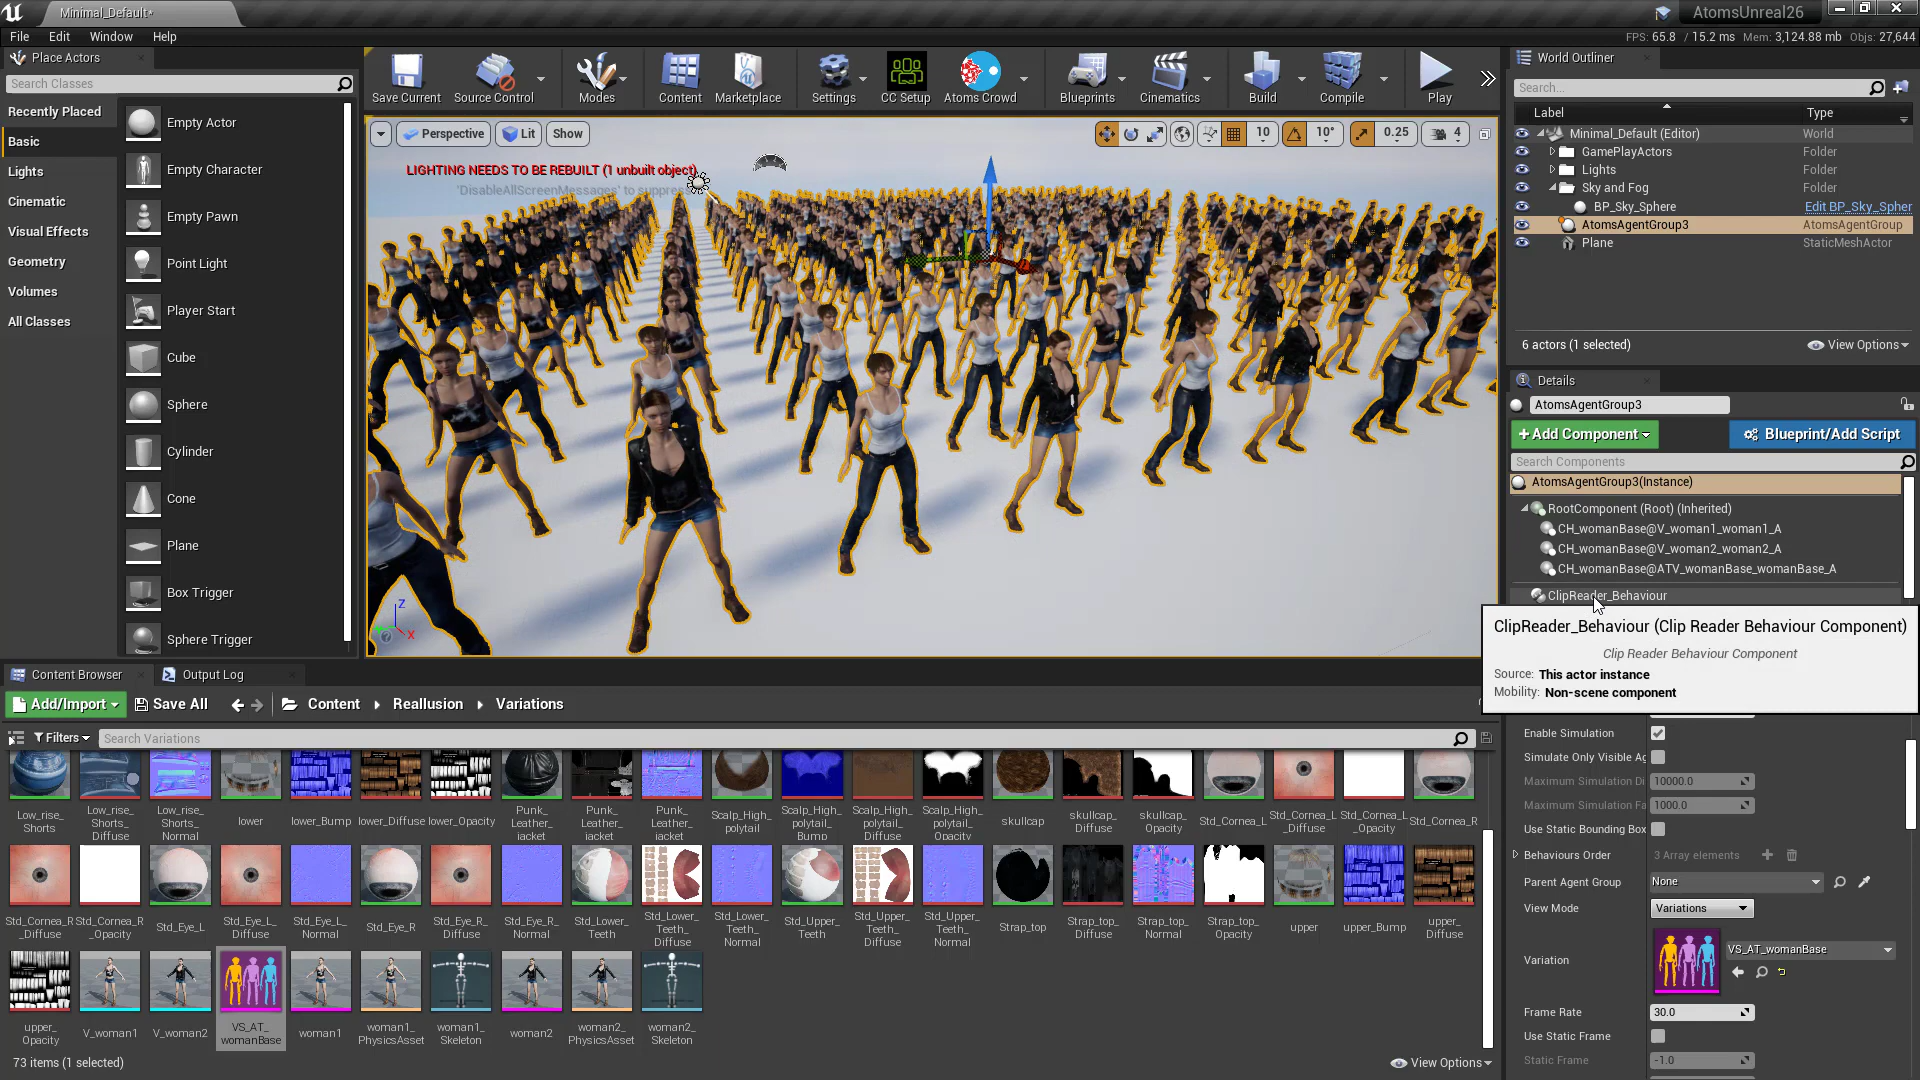 Minimal_Default*
AtomsUnreal26
File Edit Window Help
FPS: 65.8 / 15.2 ms Mem: 3,124.88 mb Objs: 27,644
Place Actors
Search Classes
Recently Placed
Basic
Lights
Cinematic
Visual Effects
Geometry
Volumes
All Classes
Empty Actor
Empty Character
Empty Pawn
Point Light
Player Start
Cube
Sphere
Cylinder
Cone
Plane
Box Trigger
Sphere Trigger
Save Current
Source Control
Modes
Content
Marketplace
Settings
CC Setup
Atoms Crowd
Blueprints
Cinematics
Build
Compile
Play
Perspective
Lit
Show
10
10°
0.25
4
LIGHTING NEEDS TO BE REBUILT (1 unbuilt object)
'DisableAllScreenMessages' to suppress
Z
X
World Outliner
Search...
Label Type
Minimal_Default (Editor) World
GamePlayActors Folder
Lights Folder
Sky and Fog Folder
BP_Sky_Sphere Edit BP_Sky_Spher
AtomsAgentGroup3 AtomsAgentGroup
Plane StaticMeshActor
6 actors (1 selected)
View Options
Details
AtomsAgentGroup3
+Add Component
Blueprint/Add Script
Search Components
AtomsAgentGroup3(Instance)
RootComponent (Root) (Inherited)
CH_womanBase@V_woman1_woman1_A
CH_womanBase@V_woman2_woman2_A
CH_womanBase@ATV_womanBase_womanBase_A
ClipReader_Behaviour
ClipReader_Behaviour (Clip Reader Behaviour Component)
Clip Reader Behaviour Component
Source: This actor instance
Mobility: Non-scene component
Enable Simulation
Simulate Only Visible Ag
Maximum Simulation Di 10000.0
Maximum Simulation Fa 1000.0
Use Static Bounding Box
Behaviours Order 3 Array elements
Parent Agent Group None
View Mode Variations
Variation VS_AT_womanBase
Frame Rate 30.0
Use Static Frame
Static Frame -1.0
Content Browser
Output Log
Add/Import
Save All
Content
Reallusion
Variations
Filters
Search Variations
Low_rise_
Shorts
Low_rise_
Shorts_
Diffuse
Low_rise_
Shorts_
Normal
lower
lower_Bump
lower_Diffuse
lower_Opacity
Punk_
Leather_
jacket
Punk_
Leather_
jacket
Punk_
Leather_
jacket
Scalp_High_
polytail
Scalp_High_
polytail_
Bump
Scalp_High_
polytail_
Diffuse
Scalp_High_
polytail_
Opacity
skullcap
skullcap_
Diffuse
skullcap_
Opacity
Std_Cornea_L
Std_Cornea_L
_Diffuse
Std_Cornea_L
_Opacity
Std_Cornea_R
Std_Cornea_R
_Diffuse
Std_Cornea_R
_Opacity
Std_Eye_L
Std_Eye_L_
Diffuse
Std_Eye_L_
Normal
Std_Eye_R
Std_Eye_R_
Diffuse
Std_Eye_R_
Normal
Std_Lower_
Teeth
Std_Lower_
Teeth_
Diffuse
Std_Lower_
Teeth_
Normal
Std_Upper_
Teeth
Std_Upper_
Teeth_
Diffuse
Std_Upper_
Teeth_
Normal
Strap_top
Strap_top_
Diffuse
Strap_top_
Normal
Strap_top_
Opacity
upper
upper_Bump
upper_
Diffuse
upper_
Opacity
V_woman1
V_woman2
VS_AT_
womanBase
woman1
woman1_
PhysicsAsset
woman1_
Skeleton
woman2
woman2_
PhysicsAsset
woman2_
Skeleton
73 items (1 selected)
View Options